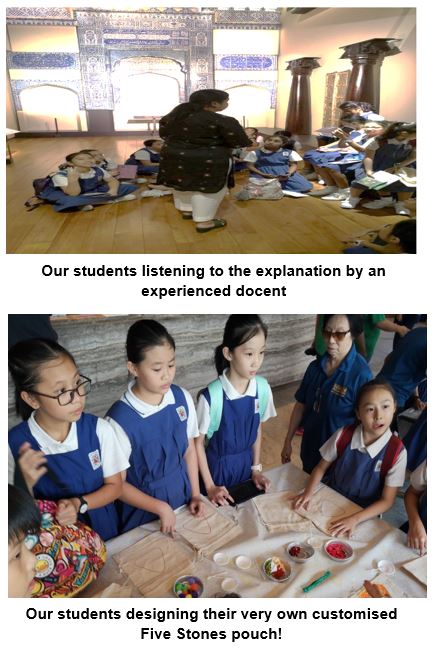 Our students listening to the explanation by an
experienced docent
Our students designing their very own customised
Five Stones pouch!